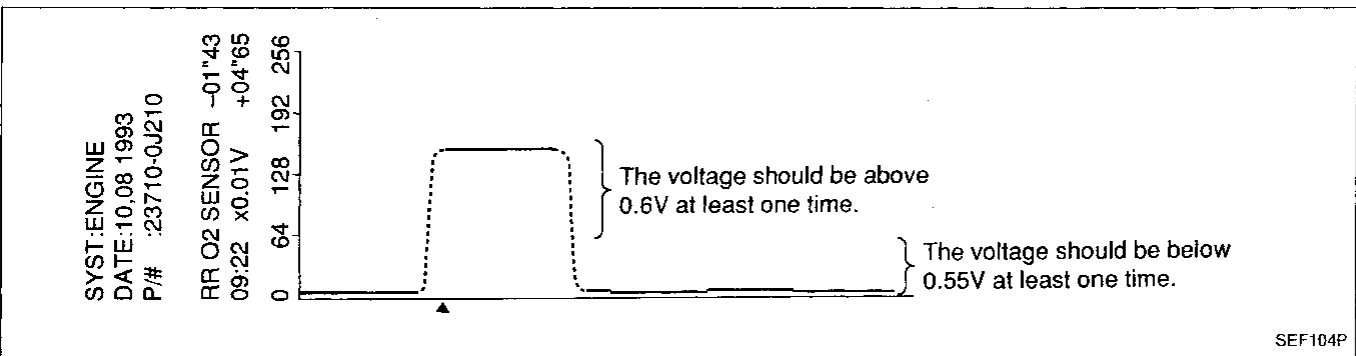 SYST:ENGINE
DATE:10,08 1993
P/# :23710-0J210
RR O2 SENSOR -01"43
09:22 x0.01V +04"65
256
192
128
64
0
The voltage should be above
0.6V at least one time.
The voltage should be below
0.55V at least one time.
SEF104P